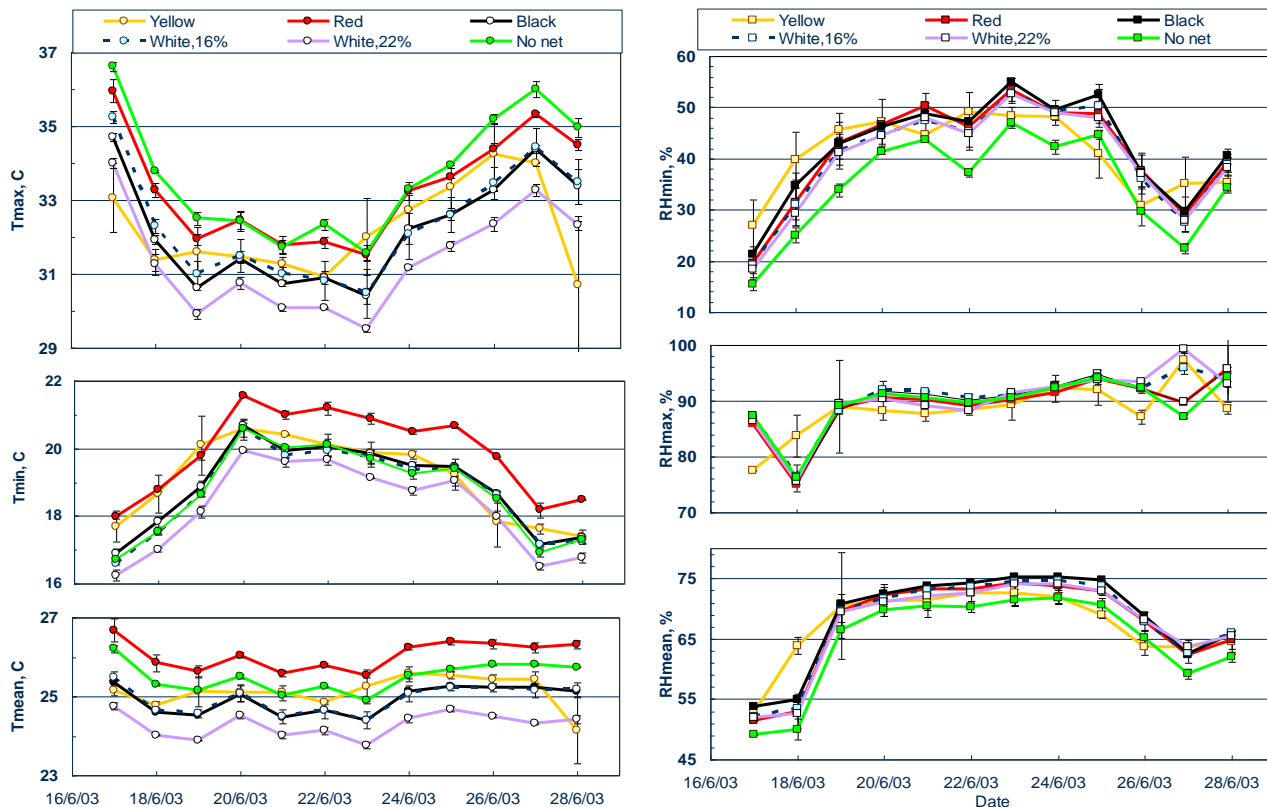 Yellow Red Black
White,16% White,22% No net
37
35
33
31
29
Tmax, C
22
20
18
16
Tmin, C
27
25
23
Tmean, C
16/6/03 18/6/03 20/6/03 22/6/03 24/6/03 26/6/03 28/6/03
Yellow Red Black
White,16% White,22% No net
60
50
40
30
20
10
RHmin, %
100
90
80
70
RHmax, %
75
65
55
45
RHmean, %
16/6/03 18/6/03 20/6/03 22/6/03 24/6/03 26/6/03 28/6/03
Date